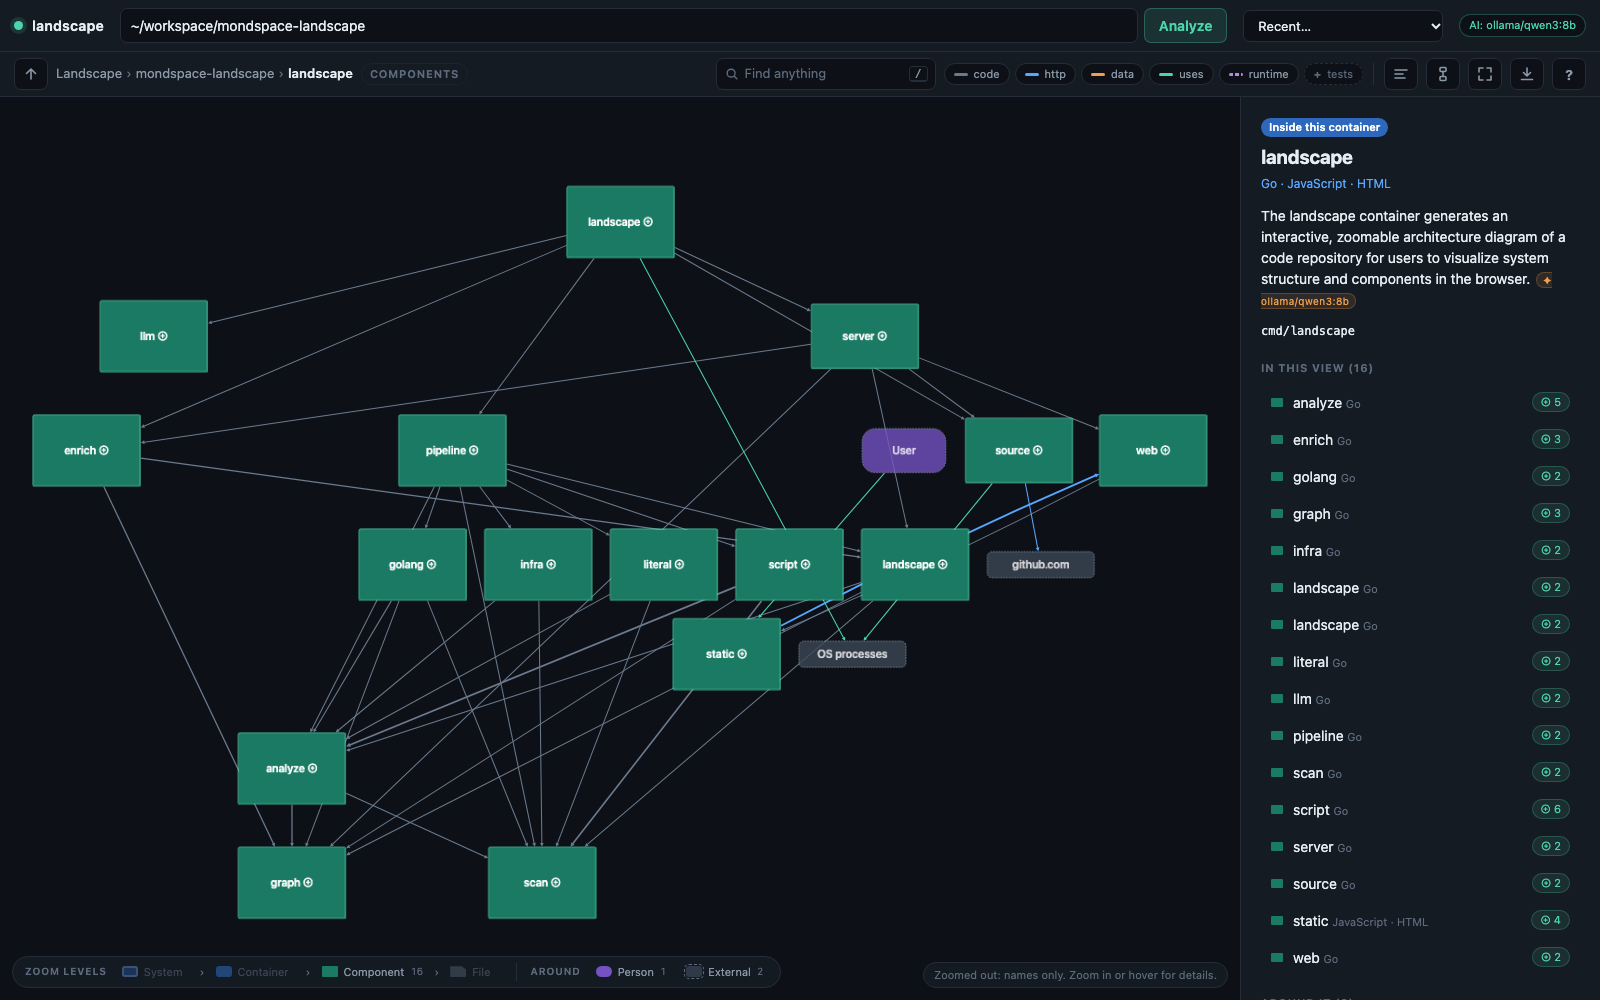 landscape
~/workspace/mondspace-landscape
Analyze
Recent...
AI: ollama/qwen3:8b
Landscape › mondspace-landscape › landscape
COMPONENTS
Find anything
/
code
http
data
uses
runtime
+ tests
?
landscape
llm
server
enrich
pipeline
User
source
web
golang
infra
literal
script
landscape
github.com
static
OS processes
analyze
graph
scan
ZOOM LEVELS
System
›
Container
›
Component 16
›
File
AROUND
Person 1
External 2
Zoomed out: names only. Zoom in or hover for details.
Inside this container
landscape
Go · JavaScript · HTML
The landscape container generates an
interactive, zoomable architecture diagram of a
code repository for users to visualize system
structure and components in the browser. ✦
ollama/qwen3:8b
cmd/landscape
IN THIS VIEW (16)
analyze Go 5
enrich Go 3
golang Go 2
graph Go 3
infra Go 2
landscape Go 2
landscape Go 2
literal Go 2
llm Go 2
pipeline Go 2
scan Go 2
script Go 6
server Go 2
source Go 2
static JavaScript · HTML 4
web Go 2